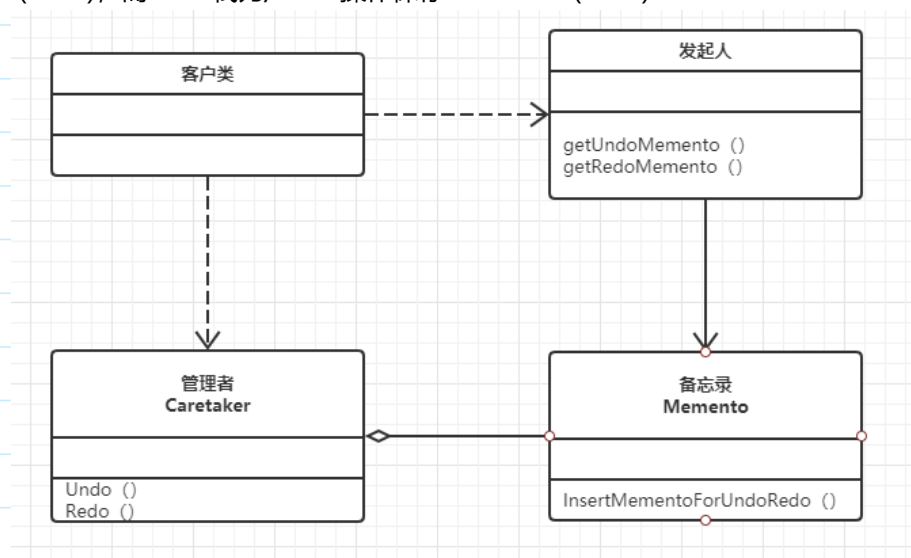 客户类
发起人
getUndoMemento（）
getRedoMemento（）
管理者
Caretaker
备忘录
Memento
Undo（）
Redo（）
InsertMementoForUndoRedo（）